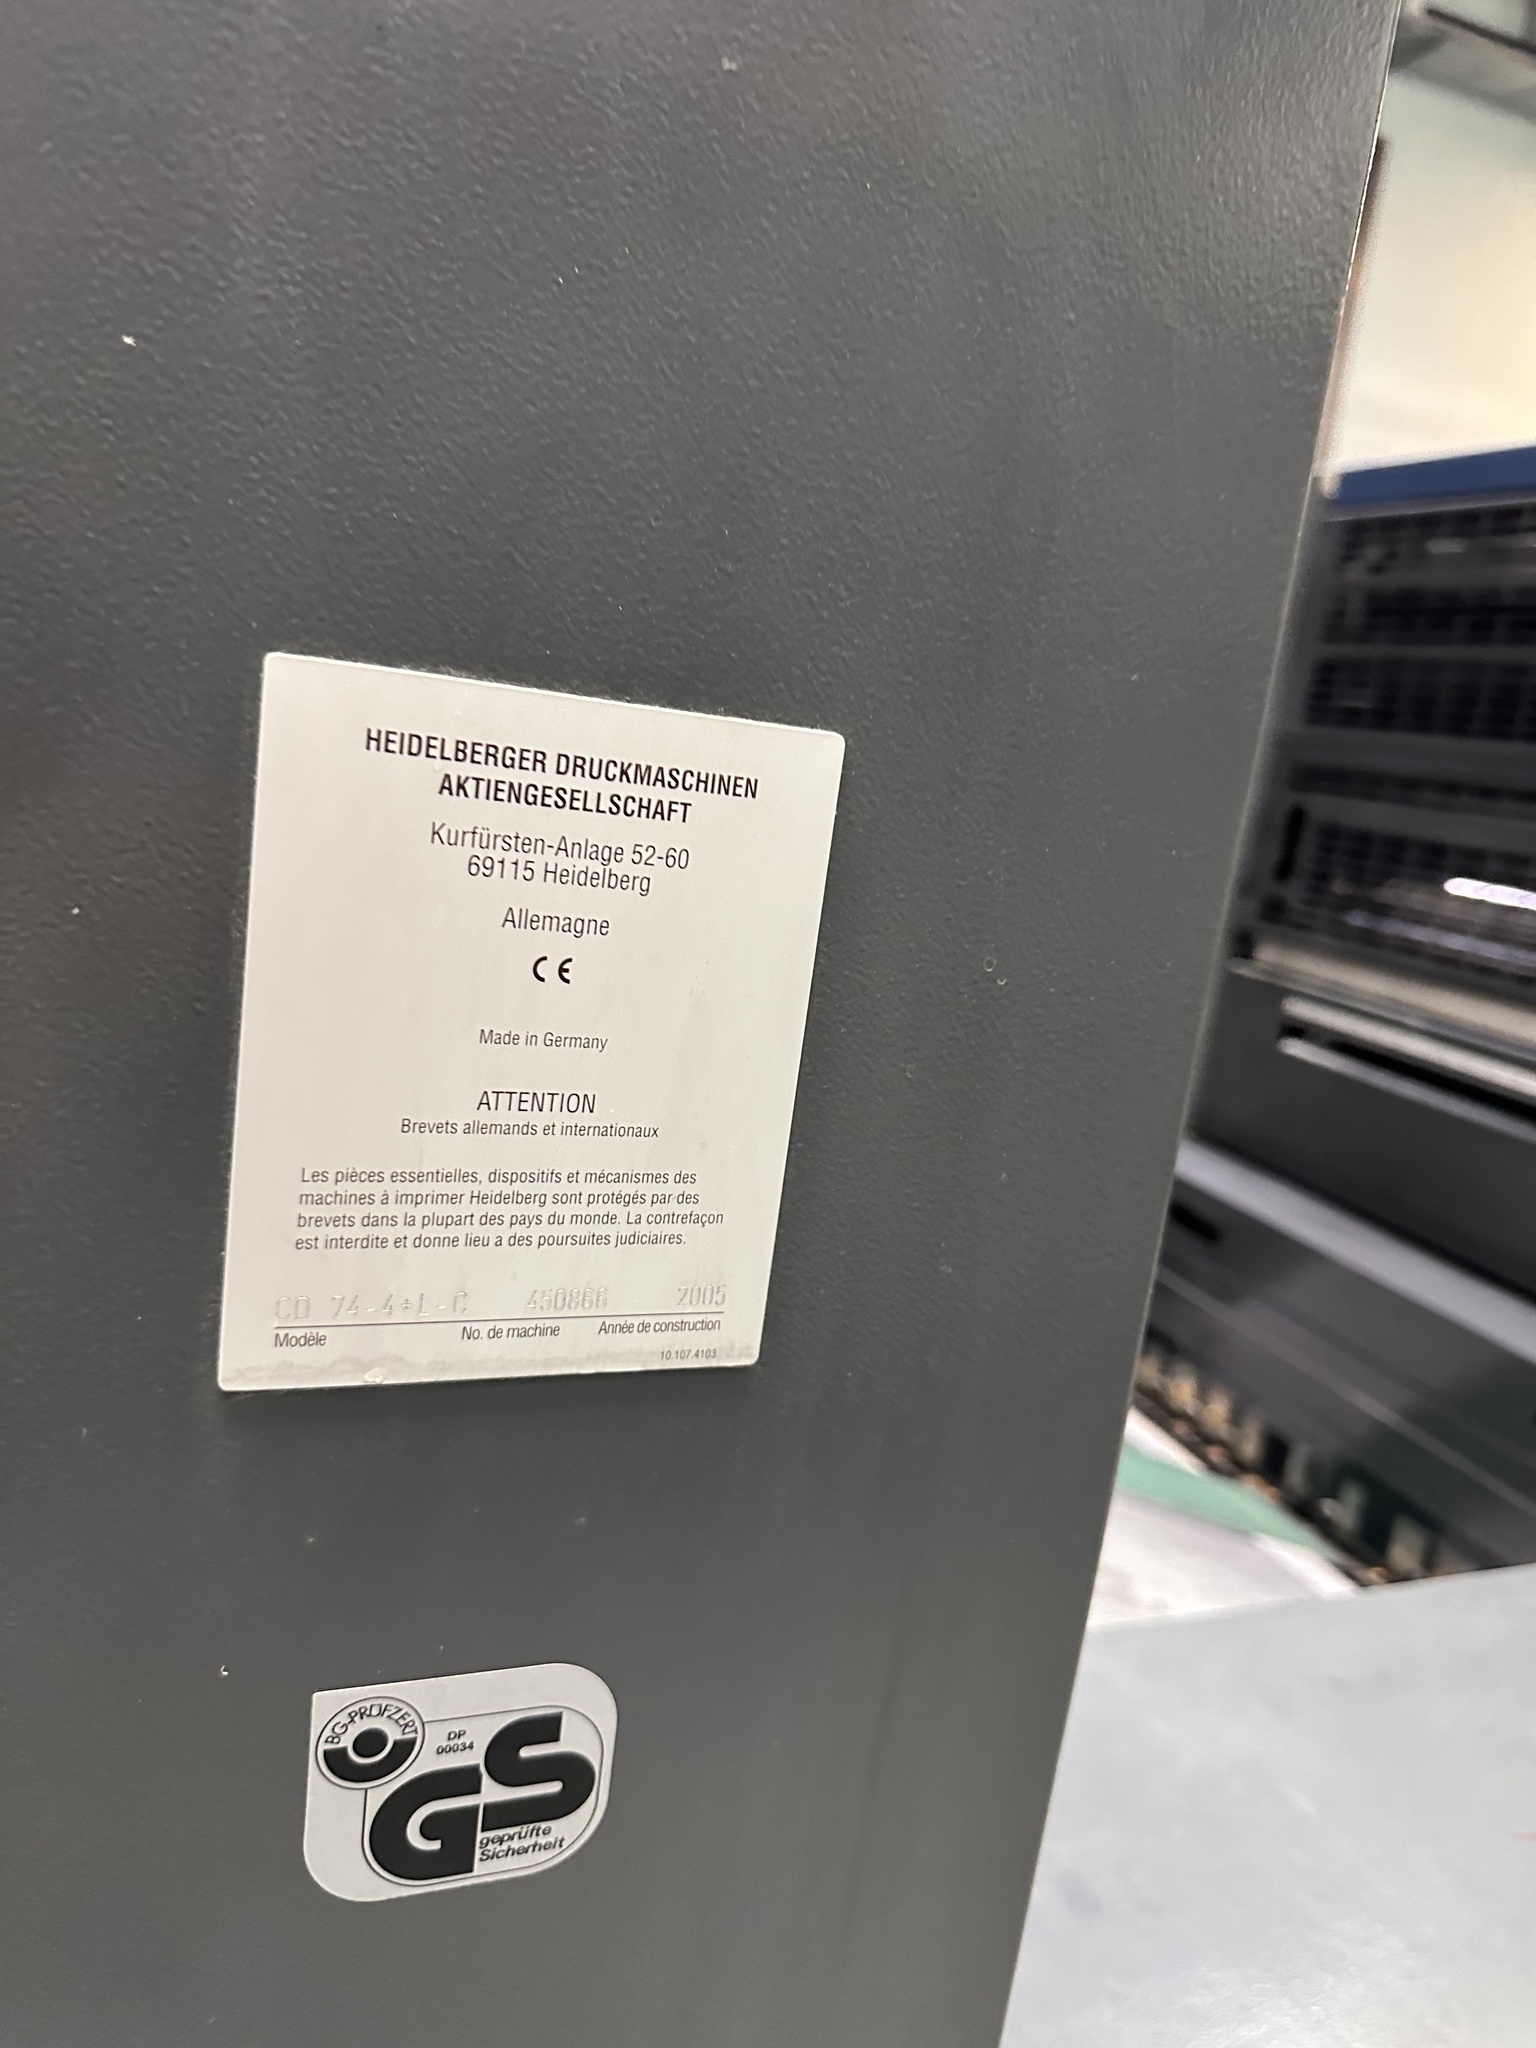 HEIDELBERGER DRUCKMASCHINEN
AKTIENGESELLSCHAFT
Kurfürsten-Anlage 52-60
69115 Heidelberg
Allemagne
CE
Made in Germany
ATTENTION
Brevets allemands et internationaux
Les pièces essentielles, dispositifs et mécanismes des
machines à imprimer Heidelberg sont protégés par des
brevets dans la plupart des pays du monde. La contrefaçon
est interdite et donne lieu a des poursuites judiciaires.
CD 74-4+L-C 2005
Modèle No. de machine Année de construction
10.107.4103
BG-PRÜFZERT
DP
00034
GS
geprüfte
Sicherheit